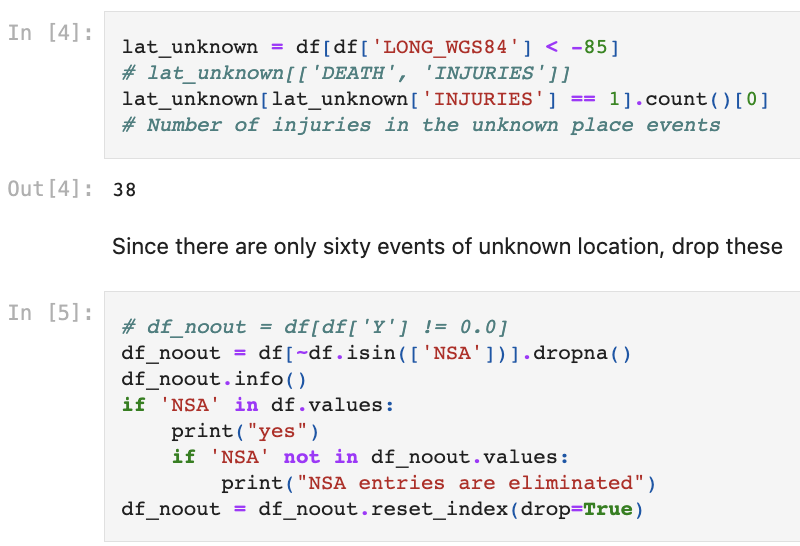 In [4]:
lat_unknown = df[df['LONG_WGS84'] < -85]
# lat_unknown[['DEATH', 'INJURIES']]
lat_unknown[lat_unknown['INJURIES'] == 1].count()[0]
# Number of injuries in the unknown place events
Out[4]: 38
Since there are only sixty events of unknown location, drop these
In [5]:
# df_noout = df[df['Y'] != 0.0]
df_noout = df[~df.isin(['NSA'])].dropna()
df_noout.info()
if 'NSA' in df.values:
    print("yes")
    if 'NSA' not in df_noout.values:
        print("NSA entries are eliminated")
df_noout = df_noout.reset_index(drop=True)